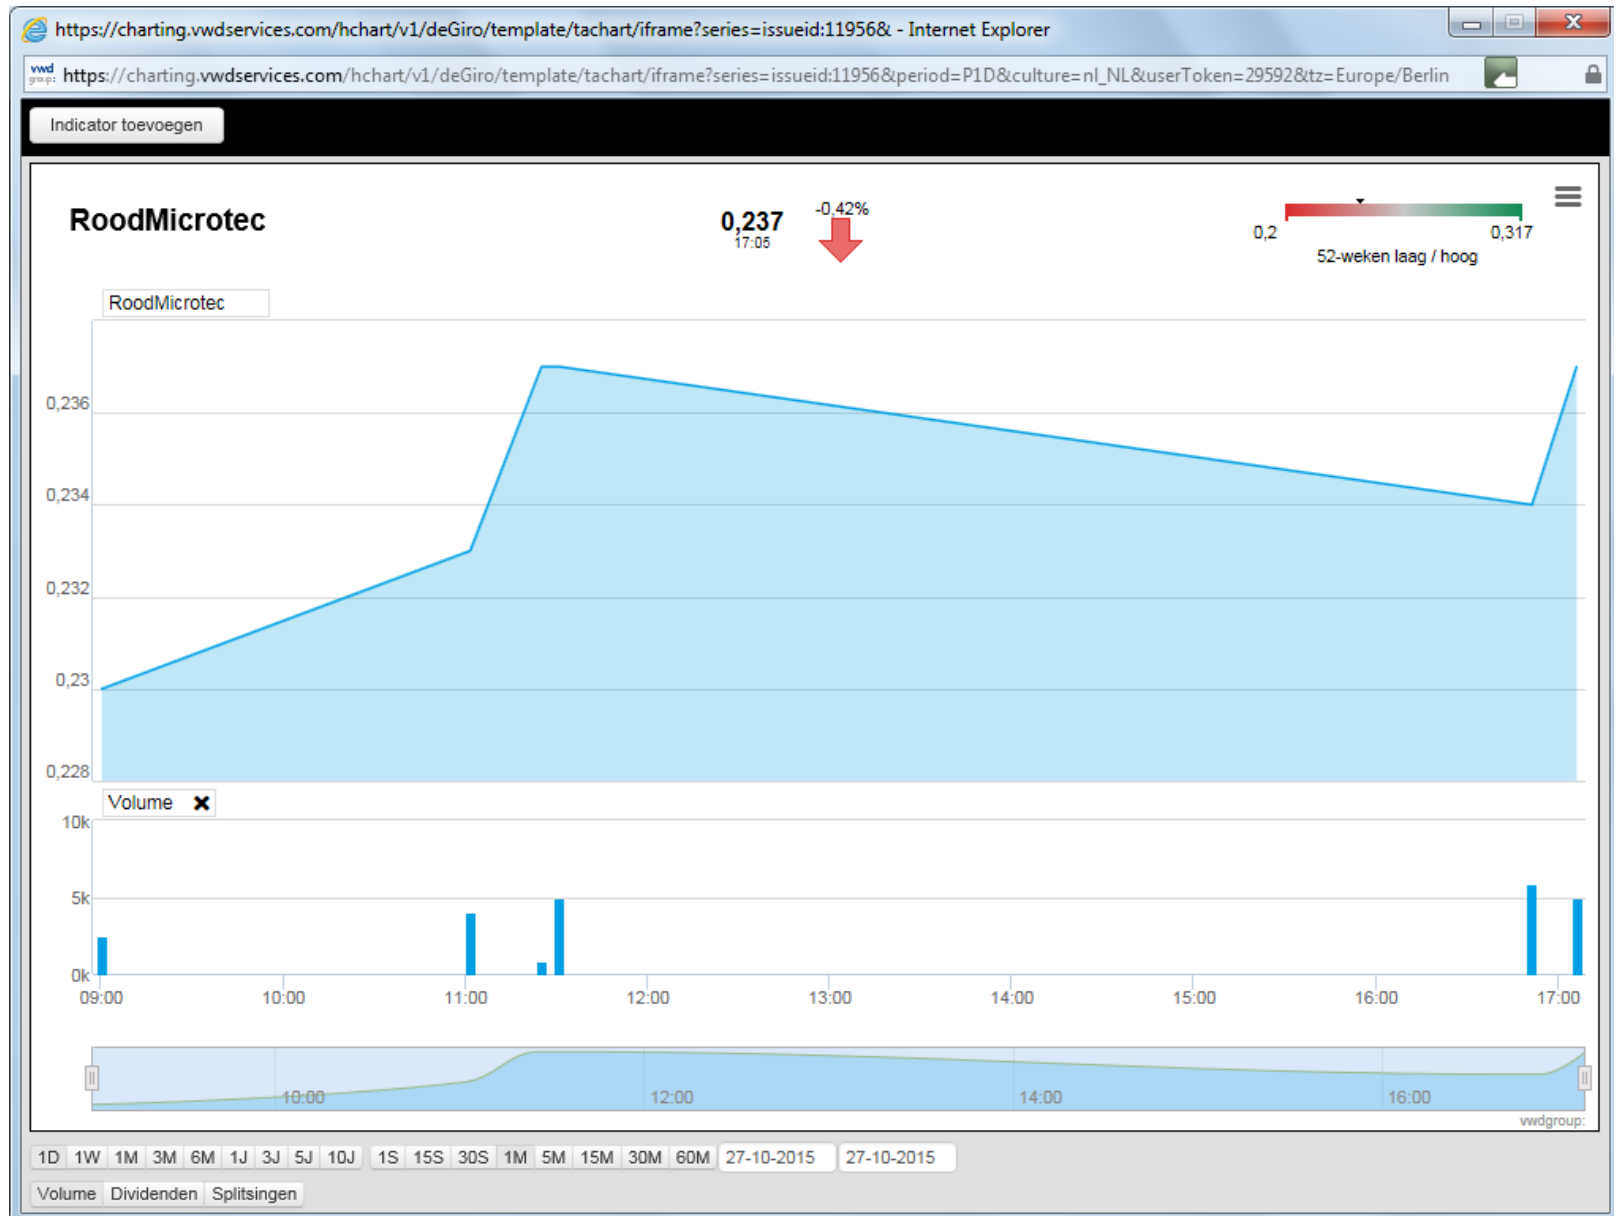 https://charting.vwdservices.com/hchart/v1/deGiro/template/tachart/iframe?series=issueid:11956& - Internet Explorer
vwd group: https://charting.vwdservices.com/hchart/v1/deGiro/template/tachart/iframe?series=issueid:11956&period=P1D&culture=nl_NL&userToken=29592&tz=Europe/Berlin
Indicator toevoegen
RoodMicrotec
0,237
17:05
-0,42%
0,2 0,317
52-weken laag / hoog
RoodMicrotec
0,236
0,234
0,232
0,23
0,228
Volume
10k
5k
0k
09:00 10:00 11:00 12:00 13:00 14:00 15:00 16:00 17:00
10:00 12:00 14:00 16:00
vwdgroup:
1D 1W 1M 3M 6M 1J 3J 5J 10J 1S 15S 30S 1M 5M 15M 30M 60M 27-10-2015 27-10-2015
Volume Dividenden Splitsingen